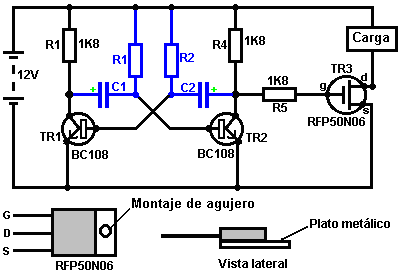 R1
1K8
R1
R2
R4
1K8
Carga
12V
+
C1
C2
+
1K8
R5
TR3
d
g
s
RFP50N06
TR1
BC108
BC108
TR2
G
D
S
RFP50N06
Montaje de agujero
Plato metálico
Vista lateral